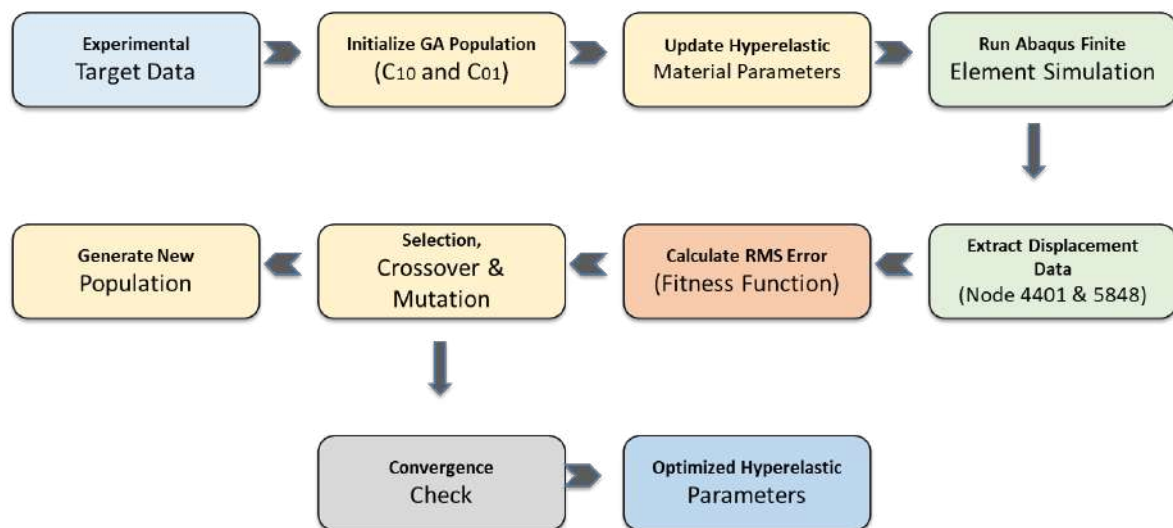 Experimental
Target Data
Initialize GA Population
(C10 and C01)
Update Hyperelastic
Material Parameters
Run Abaqus Finite
Element Simulation
Generate New
Population
Selection,
Crossover &
Mutation
Calculate RMS Error
(Fitness Function)
Extract Displacement
Data
(Node 4401 & 5848)
Convergence
Check
Optimized Hyperelastic
Parameters